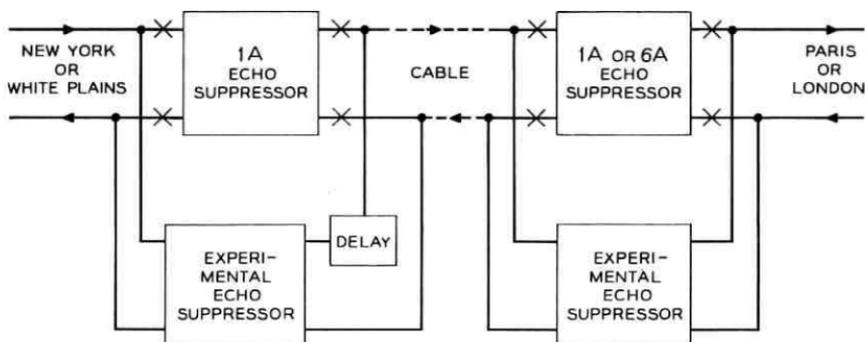 NEW YORK
OR
WHITE PLAINS
1A
ECHO
SUPPRESSOR
CABLE
1A OR 6A
ECHO
SUPPRESSOR
PARIS
OR
LONDON
EXPERI-
MENTAL
ECHO
SUPPRESSOR
DELAY
EXPERI-
MENTAL
ECHO
SUPPRESSOR